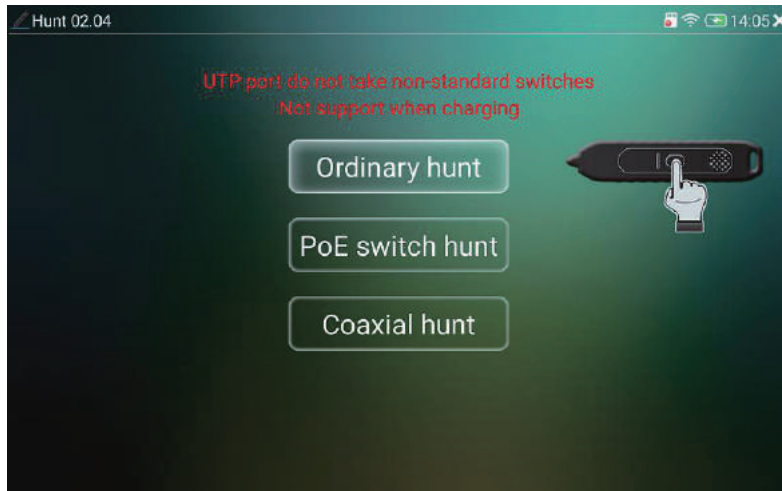 Hunt 02.04
14:05
UTP port do not take non-standard switches
Not support when charging
Ordinary hunt
PoE switch hunt
Coaxial hunt